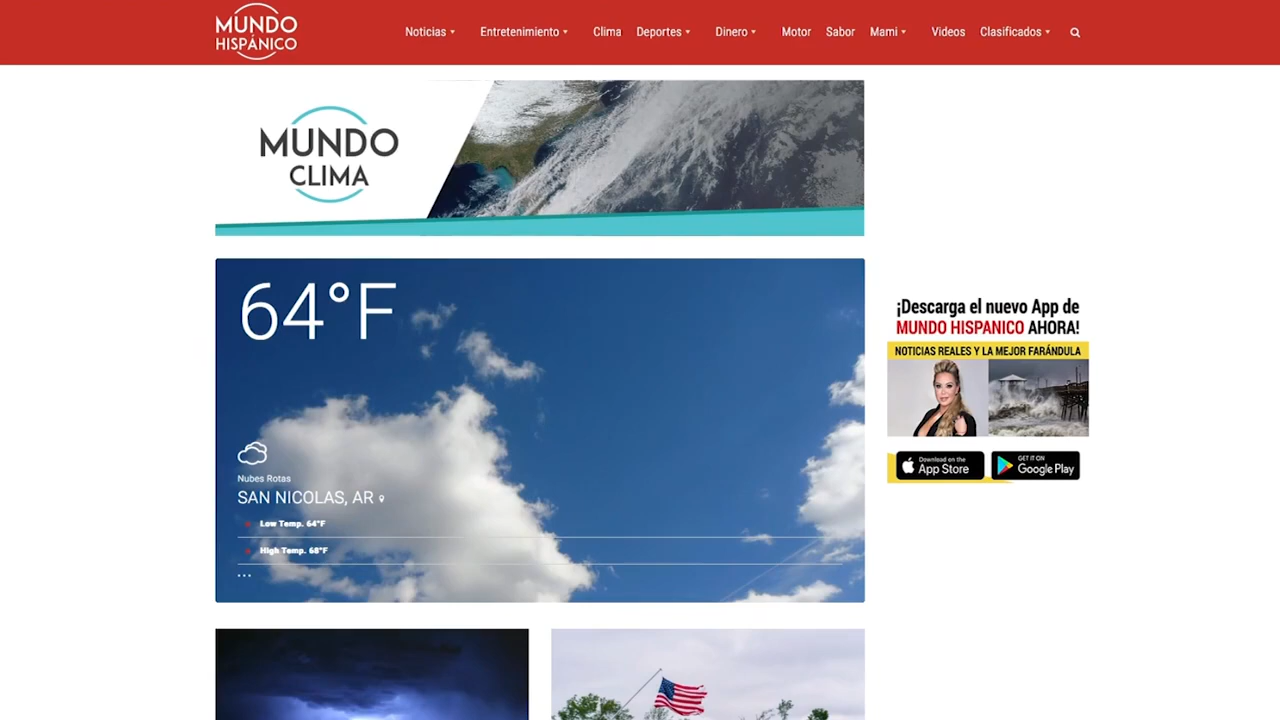 MUNDO
HISPÁNICO
Noticias
Entretenimiento
Clima
Deportes
Dinero
Motor
Sabor
Mami
Videos
Clasificados
MUNDO
CLIMA
64°F
Nubes Rotas
SAN NICOLAS, AR
Low Temp. 64°F
High Temp. 68°F
...
¡Descarga el nuevo App de
MUNDO HISPANICO AHORA!
NOTICIAS REALES Y LA MEJOR FARÁNDULA
Download on the
App Store
GET IT ON
Google Play